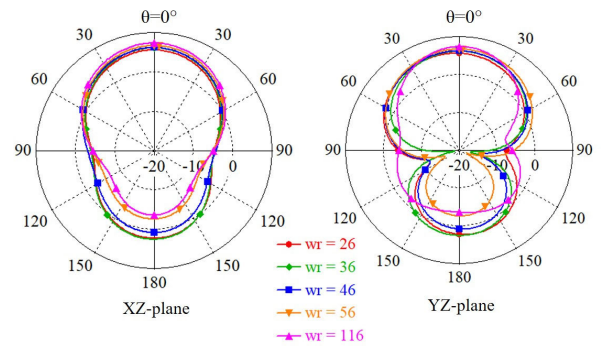 θ=0°
30 30
60 60
90 90
-20 -10 0
120 120
150 150
180
XZ-plane
θ=0°
30 30
60 60
90 90
-20 -10 0
120 120
150 150
180
YZ-plane
wr = 26
wr = 36
wr = 46
wr = 56
wr = 116